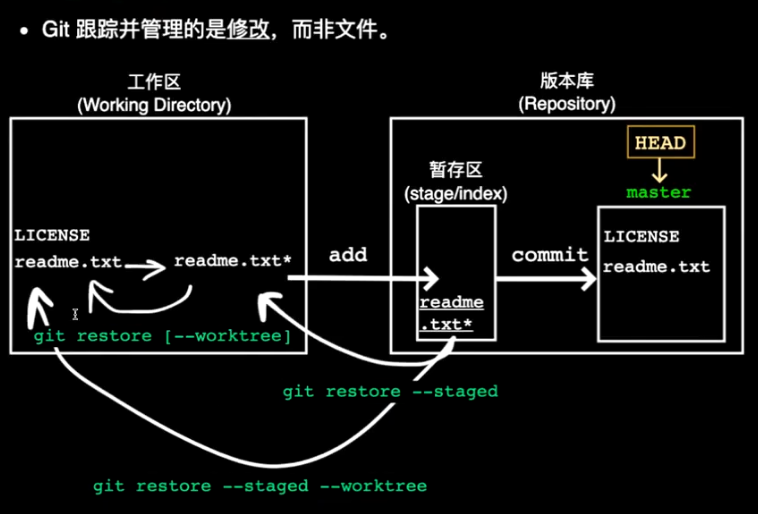 • Git 跟踪并管理的是修改，而非文件。
工作区
(Working Directory)
版本库
(Repository)
HEAD
master
暂存区
(stage/index)
LICENSE
readme.txt
readme.txt*
add
readme
.txt*
commit
LICENSE
readme.txt
git restore [--worktree]
git restore --staged
git restore --staged --worktree